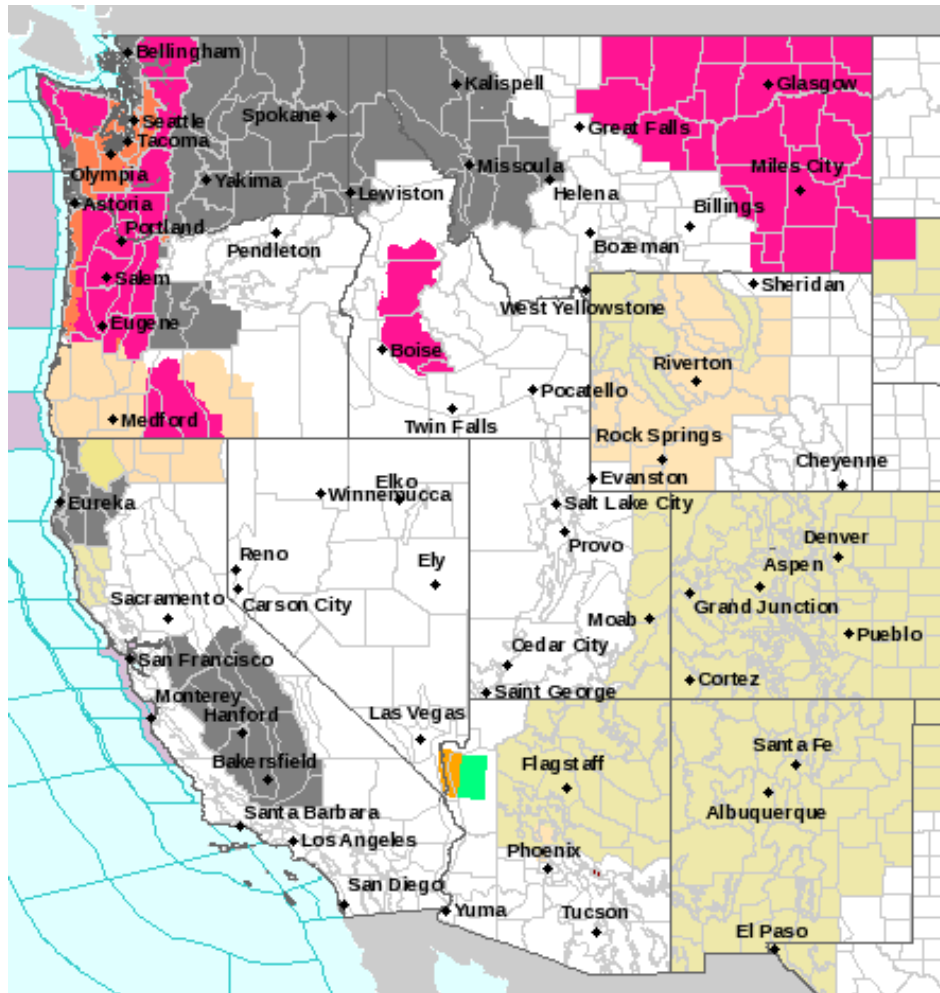 Bellingham
Kalispell
Glasgow
Seattle
Spokane
Great Falls
Tacoma
Olympia
Missoula
Miles City
Yakima
Lewiston
Helena
Astoria
Billings
Portland
Pendleton
Bozeman
Salem
Sheridan
West Yellowstone
Eugene
Boise
Riverton
Pocatello
Medford
Twin Falls
Rock Springs
Cheyenne
Elko
Evanston
Winnemucca
Eureka
Salt Lake City
Denver
Provo
Reno
Ely
Aspen
Sacramento
Carson City
Grand Junction
Moab
Pueblo
Cedar City
San Francisco
Cortez
Monterey
Saint George
Hanford
Las Vegas
Santa Fe
Bakersfield
Flagstaff
Albuquerque
Santa Barbara
Los Angeles
Phoenix
San Diego
Yuma
Tucson
El Paso